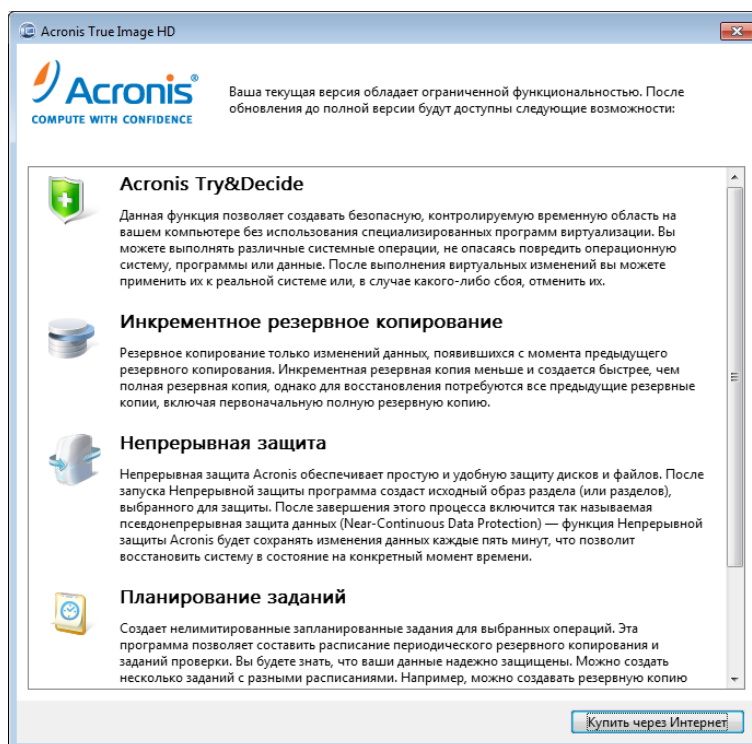 Acronis True Image HD
Acronis®
COMPUTE WITH CONFIDENCE
Ваша текущая версия обладает ограниченной функциональностью. После
обновления до полной версии будут доступны следующие возможности:
Acronis Try&Decide
Данная функция позволяет создавать безопасную, контролируемую временную область на
вашем компьютере без использования специализированных программ виртуализации. Вы
можете выполнять различные системные операции, не опасаясь повредить операционную
систему, программы или данные. После выполнения виртуальных изменений вы можете
применить их к реальной системе или, в случае какого-либо сбоя, отменить их.
Инкрементное резервное копирование
Резервное копирование только изменений данных, появившихся с момента предыдущего
резервного копирования. Инкрементная резервная копия меньше и создается быстрее, чем
полная резервная копия, однако для восстановления потребуются все предыдущие резервные
копии, включая первоначальную полную резервную копию.
Непрерывная защита
Непрерывная защита Acronis обеспечивает простую и удобную защиту дисков и файлов. После
запуска Непрерывной защиты программа создаст исходный образ раздела (или разделов),
выбранного для защиты. После завершения этого процесса включится так называемая
псевдонепрерывная защита данных (Near-Continuous Data Protection) — функция Непрерывной
защиты Acronis будет сохранять изменения данных каждые пять минут, что позволит
восстановить систему в состояние на конкретный момент времени.
Планирование заданий
Создает нелимитированные запланированные задания для выбранных операций. Эта
программа позволяет составить расписание периодического резервного копирования и
заданий проверки. Вы будете знать, что ваши данные надежно защищены. Можно создать
несколько заданий с разными расписаниями. Например, можно создавать резервную копию
Купить через Интернет